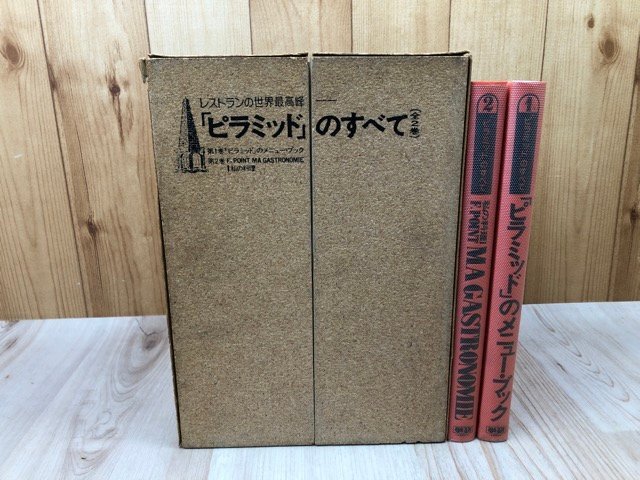 レストランの世界最高峰
「ピラミッド」のすべて(全2巻)
第1巻「ピラミッド」のメニュー・ブック
第2巻 F. POINT, MA GASTRONOMIE
2
F. POINT MA GASTRONOMIE
1
「ピラミッド」のメニュー・ブック